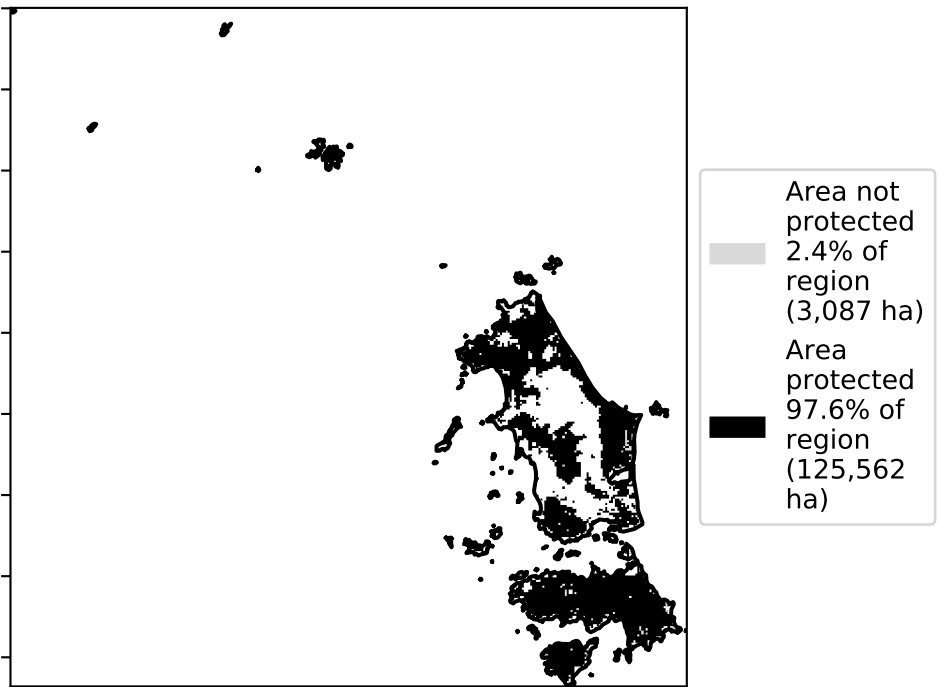 Area not
protected
2.4% of
region
(3,087 ha)
Area
protected
97.6% of
region
(125,562
ha)